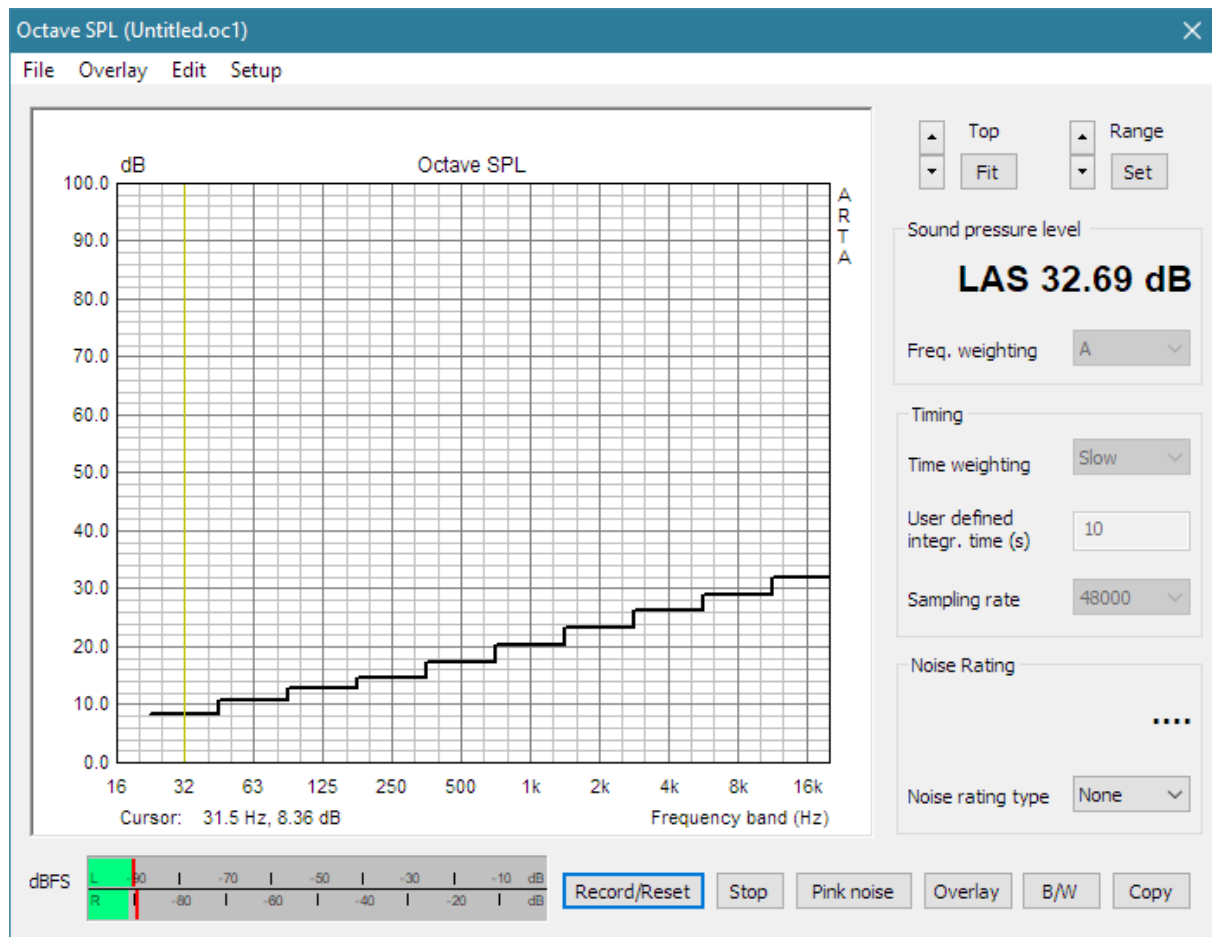 Octave SPL (Untitled.oc1)
File Overlay Edit Setup
dB
Octave SPL
100.0
90.0
80.0
70.0
60.0
50.0
40.0
30.0
20.0
10.0
0.0
16 32 63 125 250 500 1k 2k 4k 8k 16k
Cursor: 31.5 Hz, 8.36 dB
Frequency band (Hz)
A
R
T
A
Top
Fit
Range
Set
Sound pressure level
LAS 32.69 dB
Freq. weighting A
Timing
Time weighting Slow
User defined
integr. time (s) 10
Sampling rate 48000
Noise Rating
....
Noise rating type None
dBFS
L -90 -70 -50 -30 -10 dB
R -80 -60 -40 -20 dB
Record/Reset Stop Pink noise Overlay B/W Copy